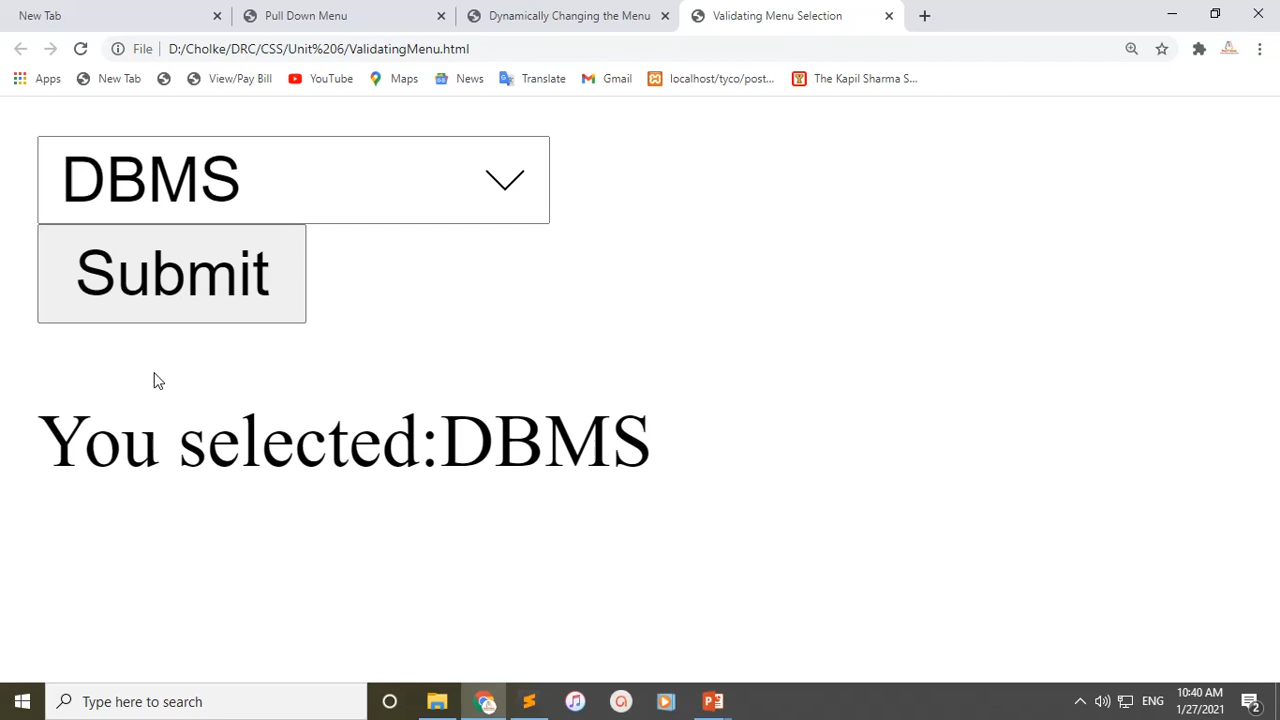 New Tab
Pull Down Menu
Dynamically Changing the Menu
Validating Menu Selection
File
D:/Cholke/DRC/CSS/Unit%206/ValidatingMenu.html
Apps
New Tab
View/Pay Bill
YouTube
Maps
News
Translate
Gmail
localhost/tyco/post...
The Kapil Sharma S...
DBMS
Submit
You selected:DBMS
Type here to search
ENG
10:40 AM
1/27/2021
2